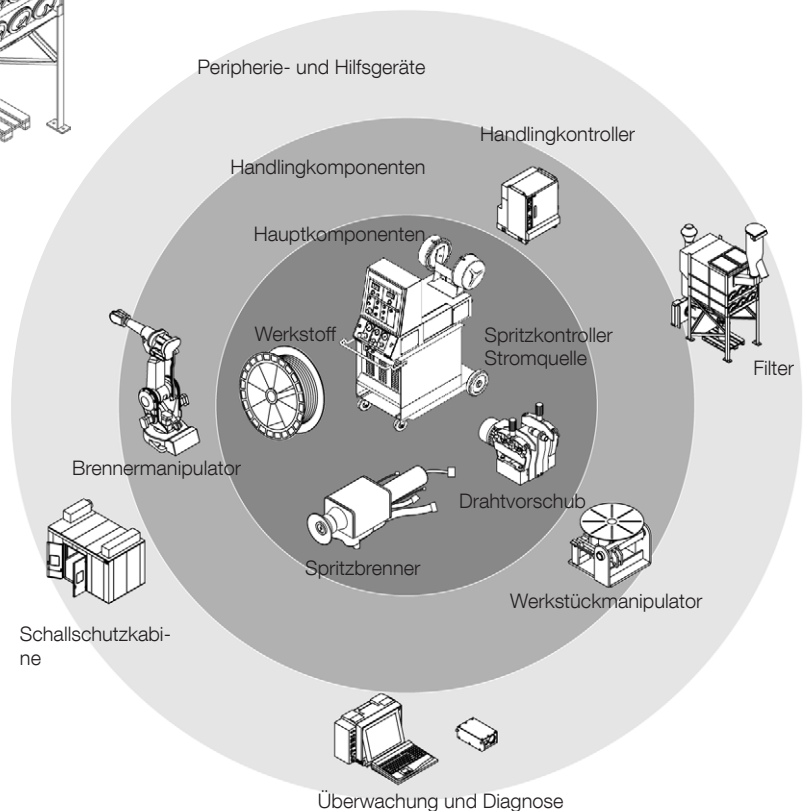 Peripherie- und Hilfsgeräte
Handlingkontroller
Handlingkomponenten
Hauptkomponenten
Werkstoff
Spritzkontroller
Stromquelle
Filter
Brennermanipulator
Drahtvorschub
Spritzbrenner
Werkstückmanipulator
Schallschutzkabi-
ne
Überwachung und Diagnose